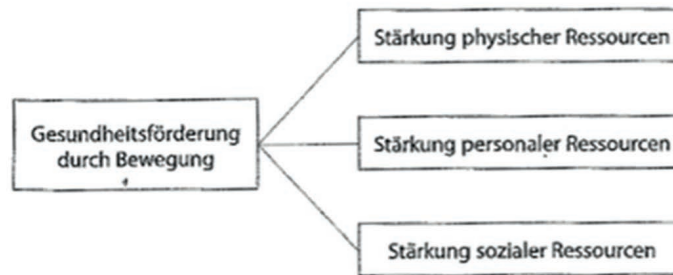 Stärkung physischer Ressourcen
Gesundheitsförderung
durch Bewegung
Stärkung personaler Ressourcen
Stärkung sozialer Ressourcen